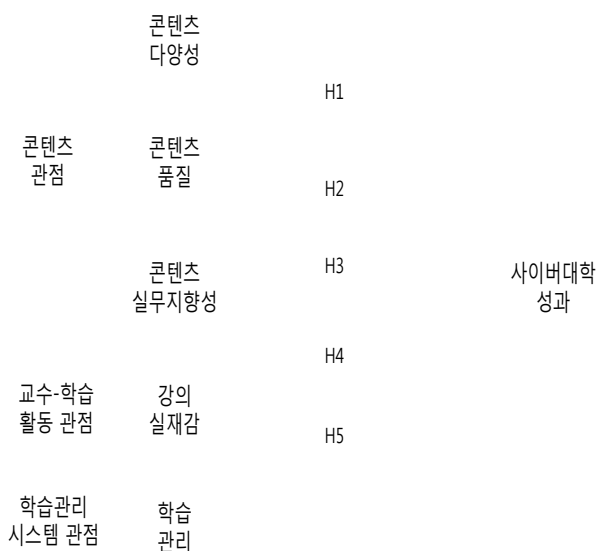 콘텐츠
다양성
H1
콘텐츠
관점
콘텐츠
품질
H2
콘텐츠
실무지향성
H3
사이버대학
성과
H4
교수-학습
활동 관점
강의
실재감
H5
학습관리
시스템 관점
학습
관리